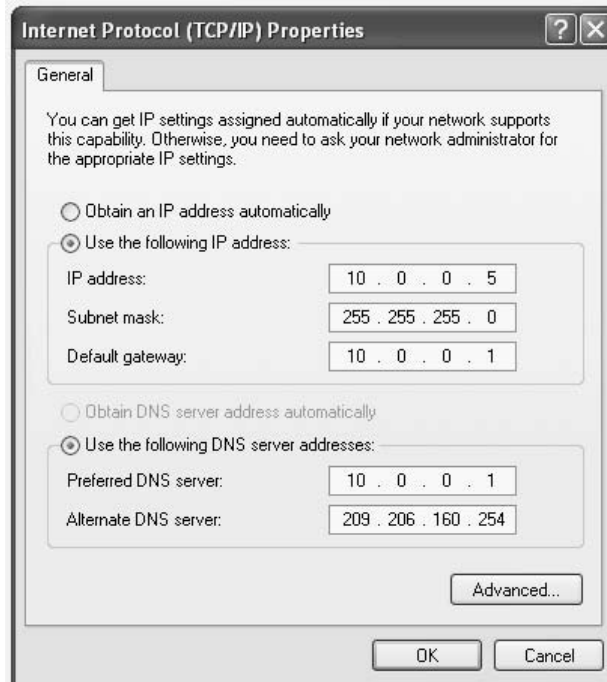 Internet Protocol (TCP/IP) Properties
General
You can get IP settings assigned automatically if your network supports
this capability. Otherwise, you need to ask your network administrator for
the appropriate IP settings.
Obtain an IP address automatically
Use the following IP address:
IP address: 10 . 0 . 0 . 5
Subnet mask: 255 . 255 . 255 . 0
Default gateway: 10 . 0 . 0 . 1
Obtain DNS server address automatically
Use the following DNS server addresses:
Preferred DNS server: 10 . 0 . 0 . 1
Alternate DNS server: 209 . 206 . 160 . 254
Advanced...
OK Cancel